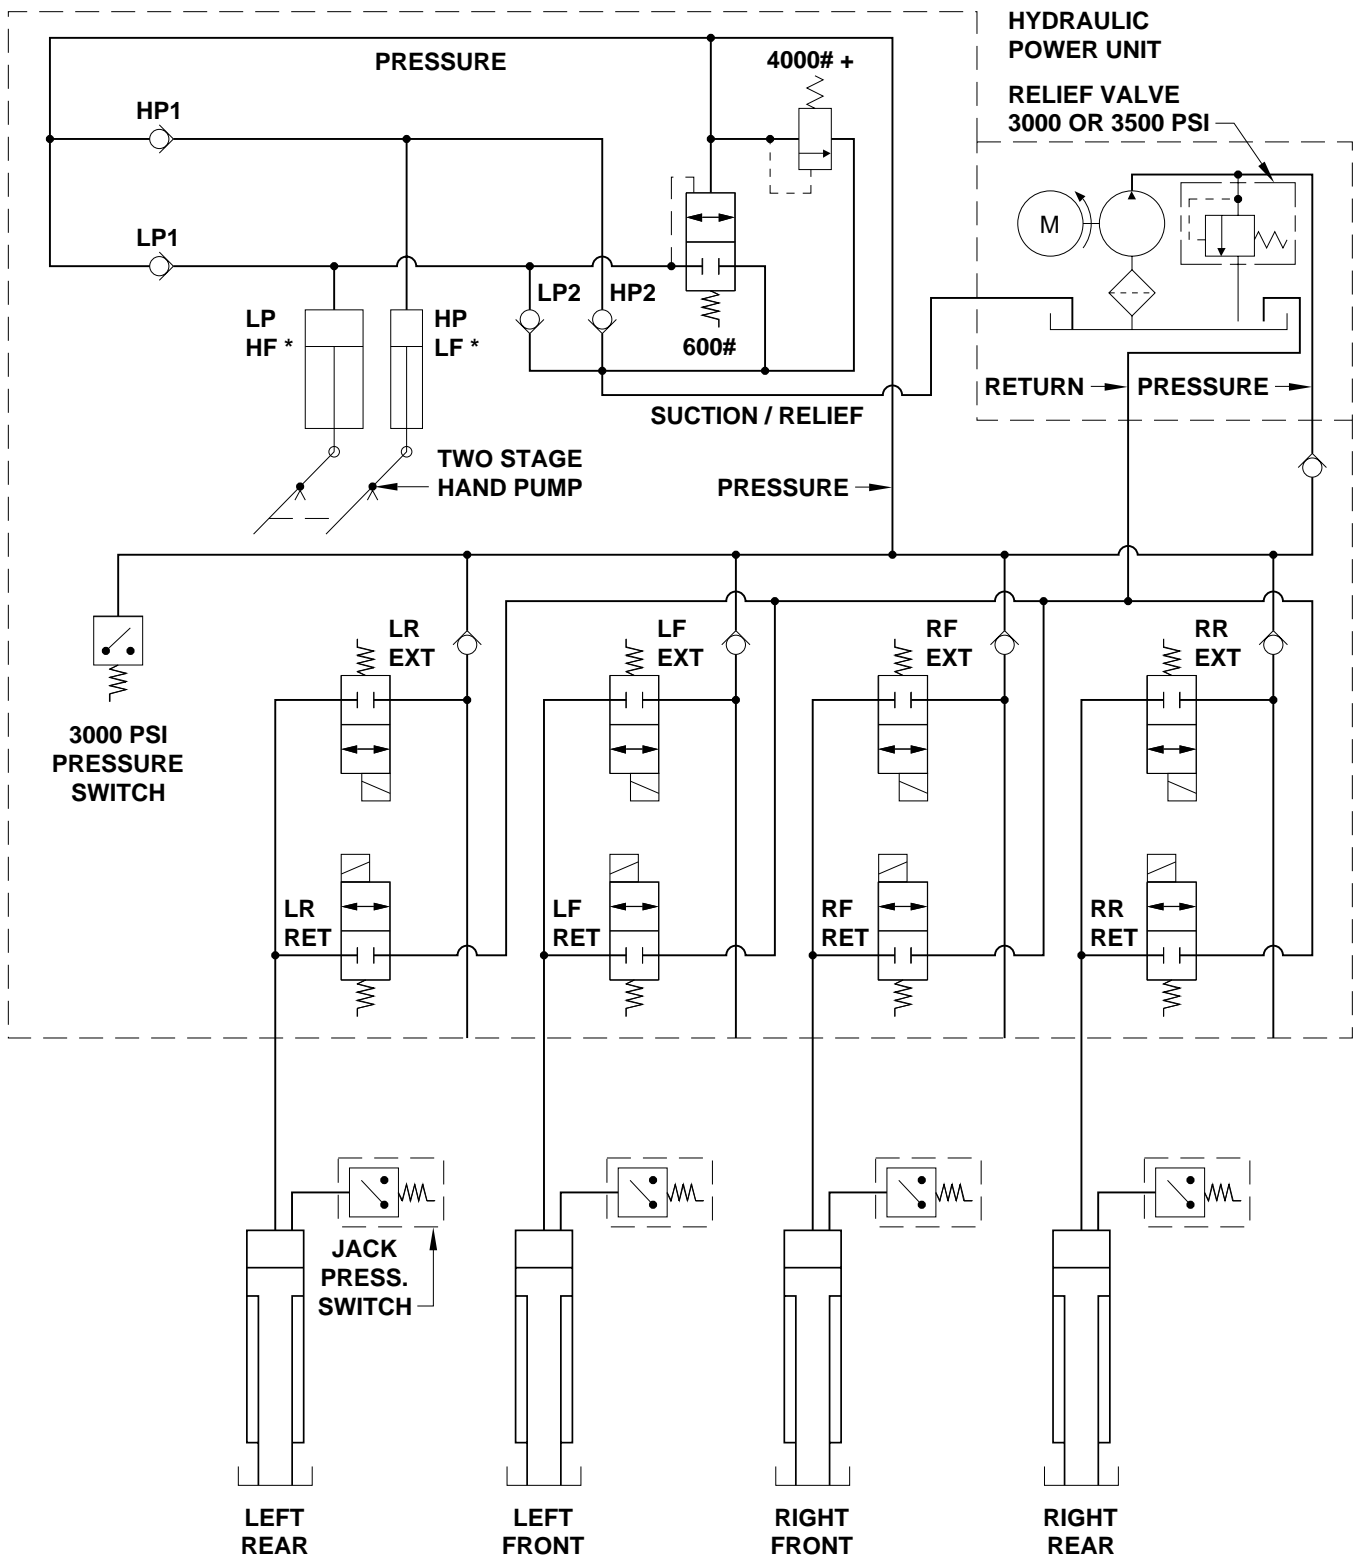 HYDRAULIC
POWER UNIT
PRESSURE
4000# +
RELIEF VALVE
3000 OR 3500 PSI
HP1
M
LP1
LP2
HP2
LP
HF *
HP
LF *
600#
RETURN
PRESSURE
SUCTION / RELIEF
TWO STAGE
HAND PUMP
PRESSURE
LR
EXT
LF
EXT
RF
EXT
RR
EXT
3000 PSI
PRESSURE
SWITCH
LR
RET
LF
RET
RF
RET
RR
RET
JACK
PRESS.
SWITCH
LEFT
REAR
LEFT
FRONT
RIGHT
FRONT
RIGHT
REAR